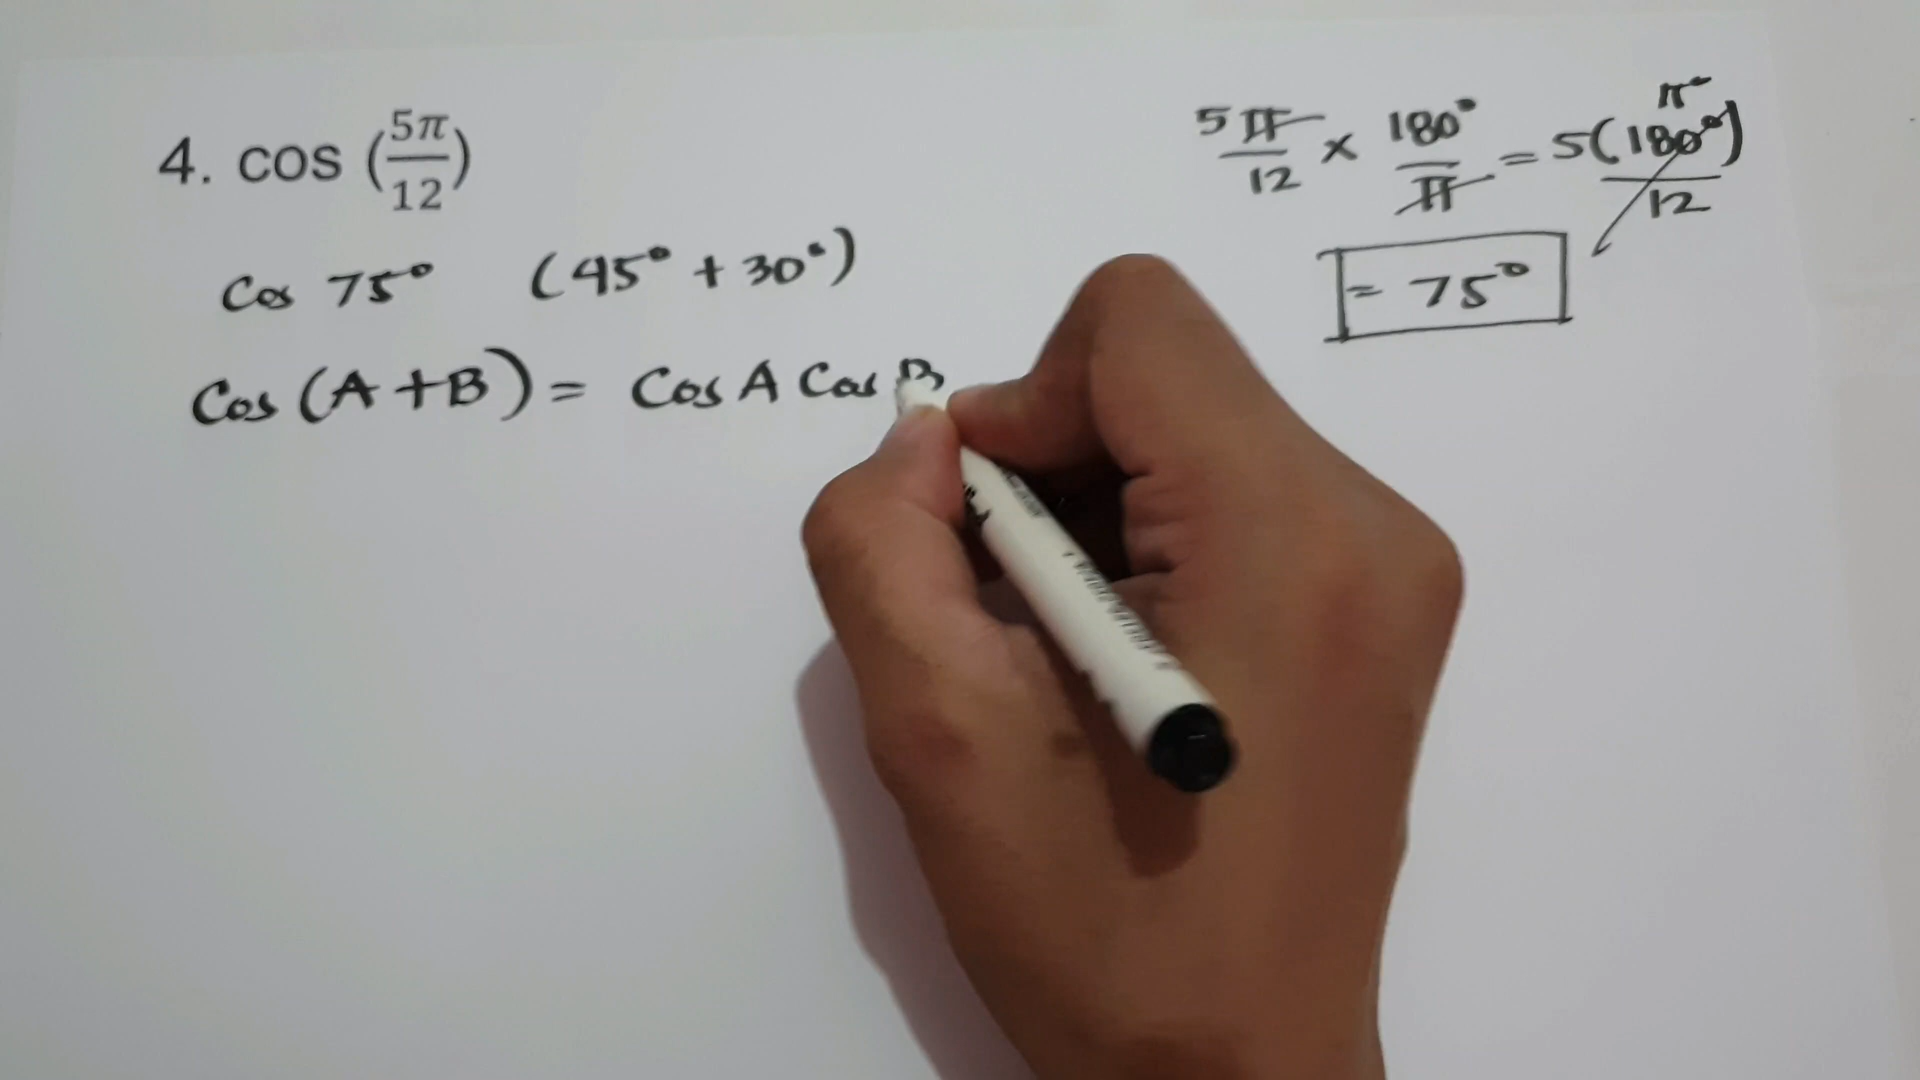 4. cos (5π/12)
Cos 75° (45° + 30°)
Cos (A + B) = Cos A Cos B
5π/12 × 180°/π = 5(180°)/12
= 75°